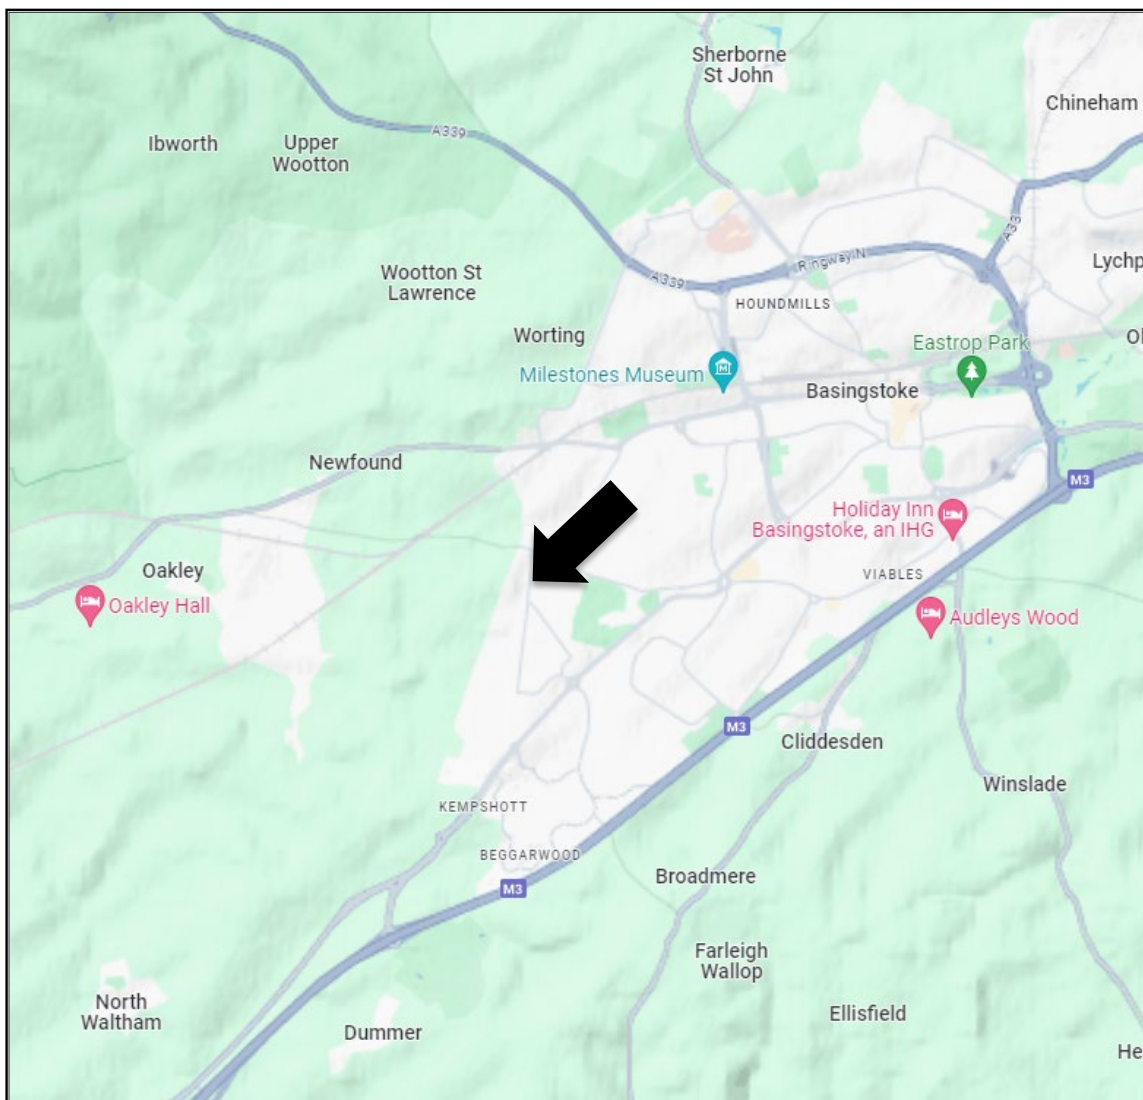 Sherborne
St John
Chineham
A339
Ibworth
Upper
Wootton
A33
Ringway N
Lychp
Wootton St
Lawrence
A339
HOUNDMILLS
Worting
Eastrop Park
Ol
Milestones Museum
Basingstoke
Newfound
M3
Holiday Inn
Basingstoke, an IHG
Oakley
VIABLES
Oakley Hall
Audleys Wood
M3
Cliddesden
Winslade
KEMPSHOTT
BEGGARWOOD
Broadmere
M3
Farleigh
Wallop
North
Waltham
Ellisfield
Dummer
He